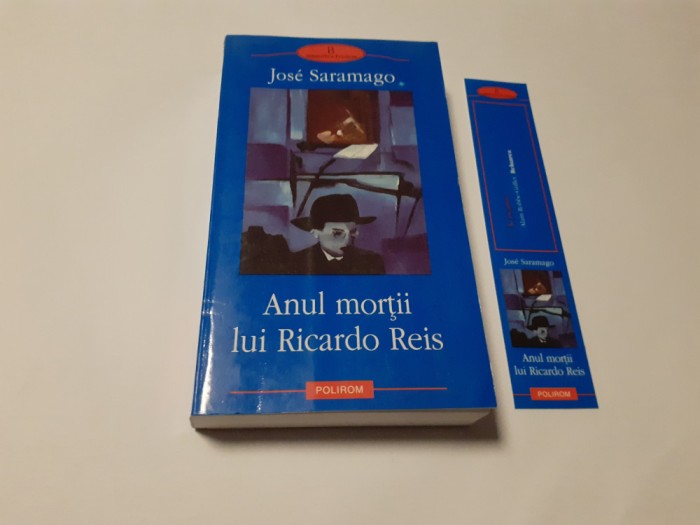 José Saramago
Anul morţii
lui Ricardo Reis
POLIROM
José Saramago
Anul morţii
lui Ricardo Reis
POLIROM